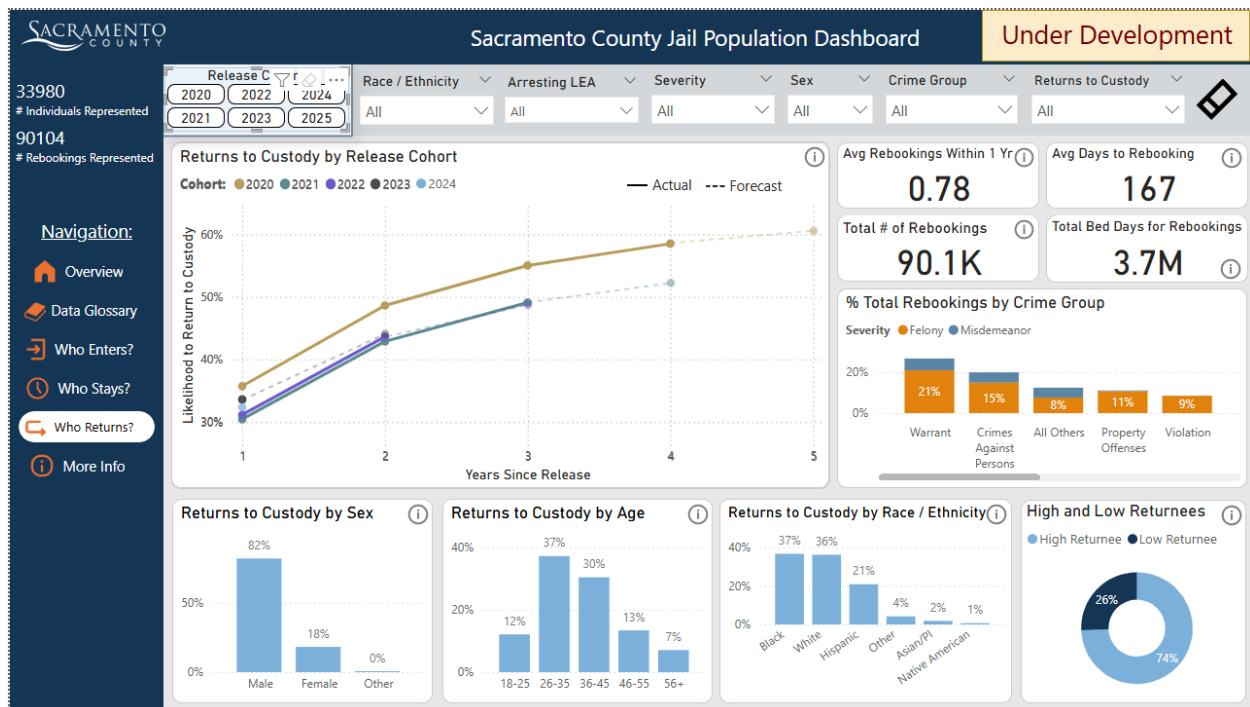 SACRAMENTO
COUNTY
Sacramento County Jail Population Dashboard
Under Development
33980
# Individuals Represented
90104
# Rebookings Represented
Navigation:
Overview
Data Glossary
Who Enters?
Who Stays?
Who Returns?
More Info
Release C
2020 2022 2024
2021 2023 2025
Race / Ethnicity
All
Arresting LEA
All
Severity
All
Sex
All
Crime Group
All
Returns to Custody
All
Returns to Custody by Release Cohort
Cohort: 2020 2021 2022 2023 2024
Actual Forecast
Likelihood to Return to Custody
60%
50%
40%
30%
1 2 3 4 5
Years Since Release
Avg Rebookings Within 1 Yr
0.78
Avg Days to Rebooking
167
Total # of Rebookings
90.1K
Total Bed Days for Rebookings
3.7M
% Total Rebookings by Crime Group
Severity Felony Misdemeanor
20%
0%
21% 15% 8% 11% 9%
Warrant
Crimes
Against
Persons
All Others
Property
Offenses
Violation
Returns to Custody by Sex
50%
0%
82%
18%
0%
Male Female Other
Returns to Custody by Age
40%
20%
0%
12% 37% 30% 13% 7%
18-25 26-35 36-45 46-55 56+
Returns to Custody by Race / Ethnicity
40%
20%
0%
37% 36% 21% 4% 2% 1%
Black White Hispanic Other Asian/PI Native American
High and Low Returnees
High Returnee Low Returnee
26%
74%